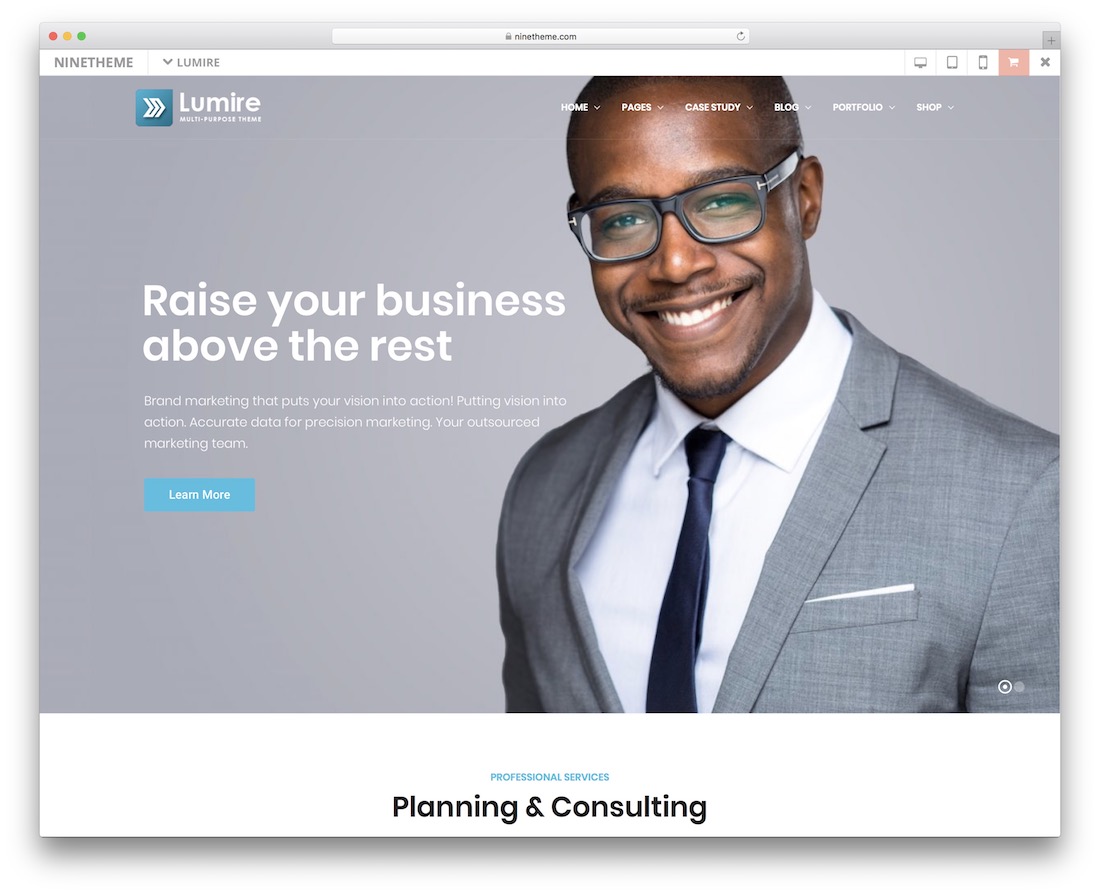 ninetheme.com
NINETHEME
LUMIRE
Lumire
MULTI-PURPOSE THEME
HOME
PAGES
CASE STUDY
BLOG
PORTFOLIO
SHOP
Raise your business
above the rest
Brand marketing that puts your vision into action! Putting vision into
action. Accurate data for precision marketing. Your outsourced
marketing team.
Learn More
PROFESSIONAL SERVICES
Planning & Consulting